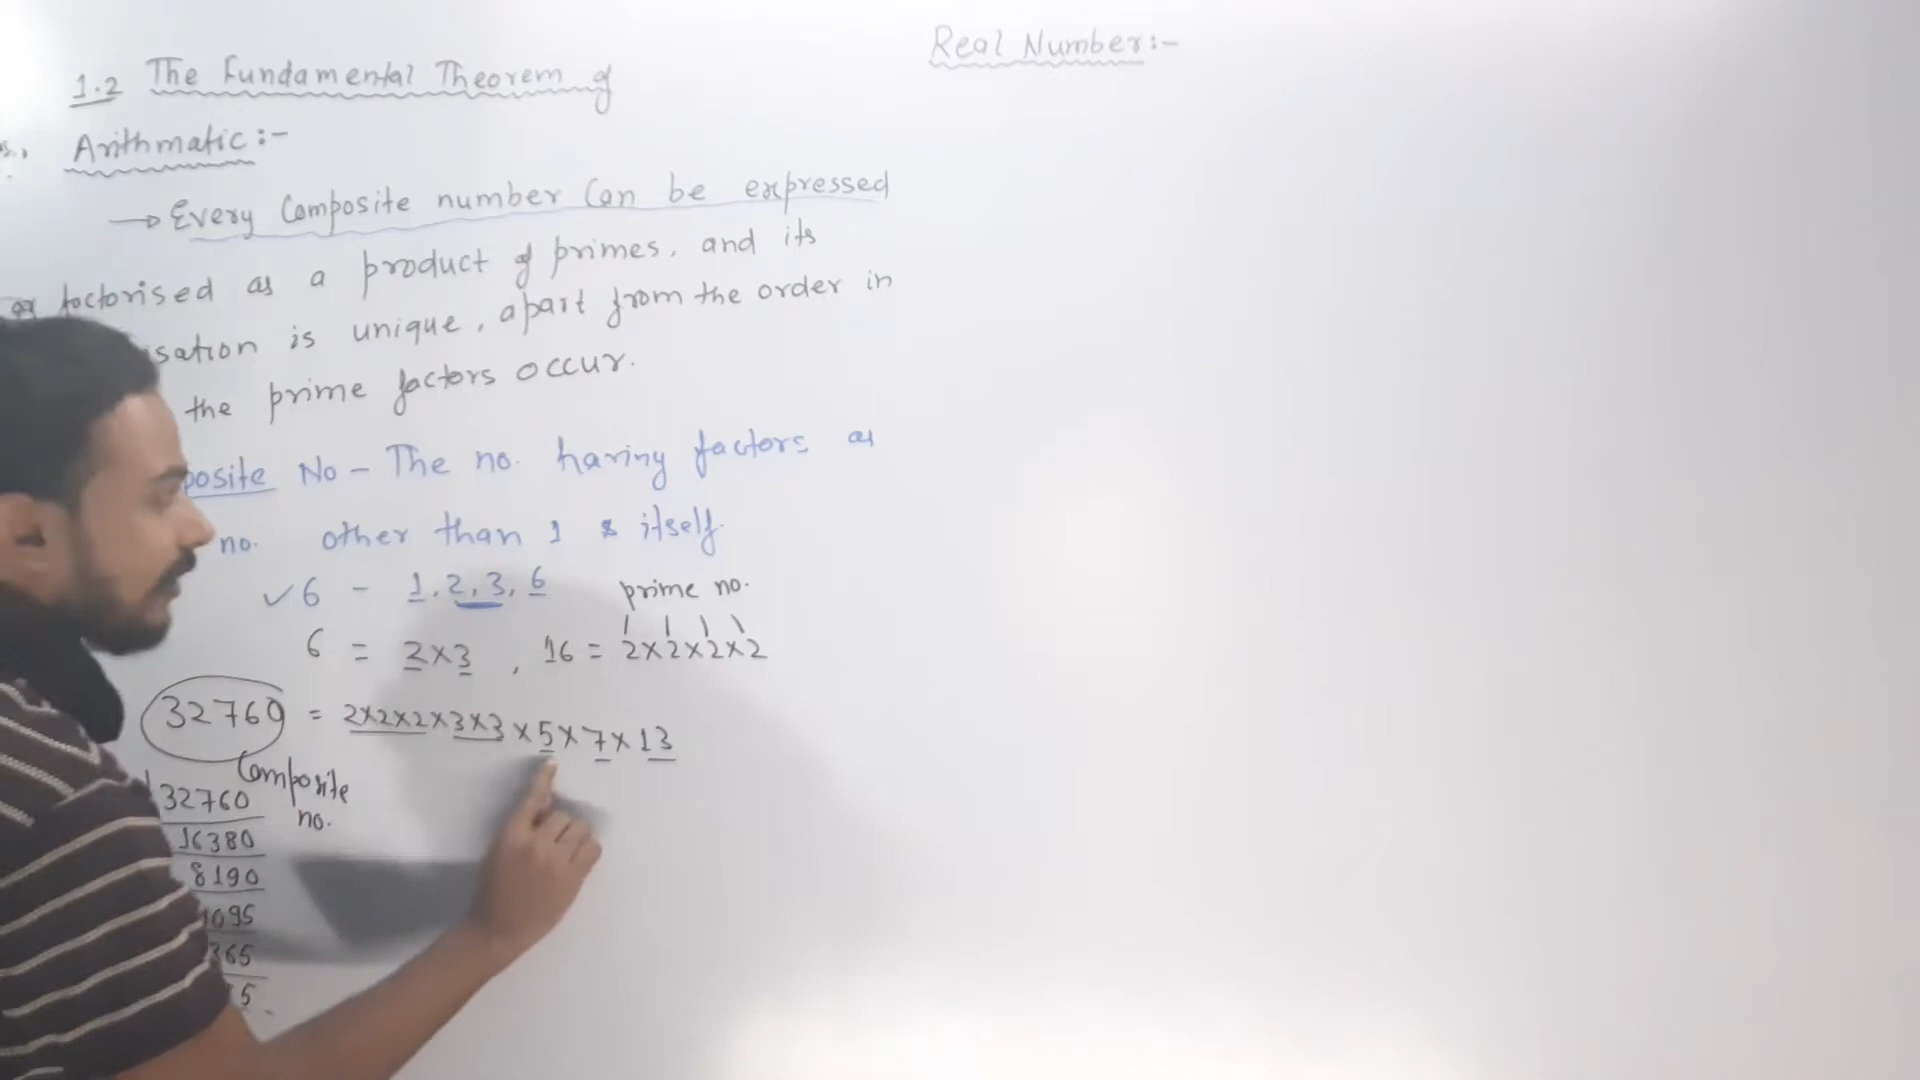 Real Number:-
1.2 The Fundamental Theorem of
Arithmatic:-
→ Every Composite number Can be expressed
factorised as a product of primes, and its
isation is unique, apart from the order in
the prime factors occur.
posite No - The no. having factors as
no. other than 1 & itself.
✓6 - 1, 2, 3, 6 prime no.
6 = 2×3 , 16 = 2×2×2×2
32760 = 2×2×2×3×3×5×7×13
Composite
no.
32760
16380
8190
4095
365
5